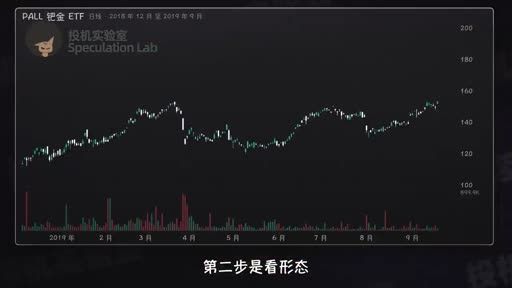 PALL 钯金 ETF 日线 · 2018 年 12 月 至 2019 年 9 月
投机实验室
Speculation Lab
200
180
160
140
120
100
899.9K
2019 年 2 月 3 月 4 月 5 月 6 月 7 月 8 月 9 月
第二步是看形态